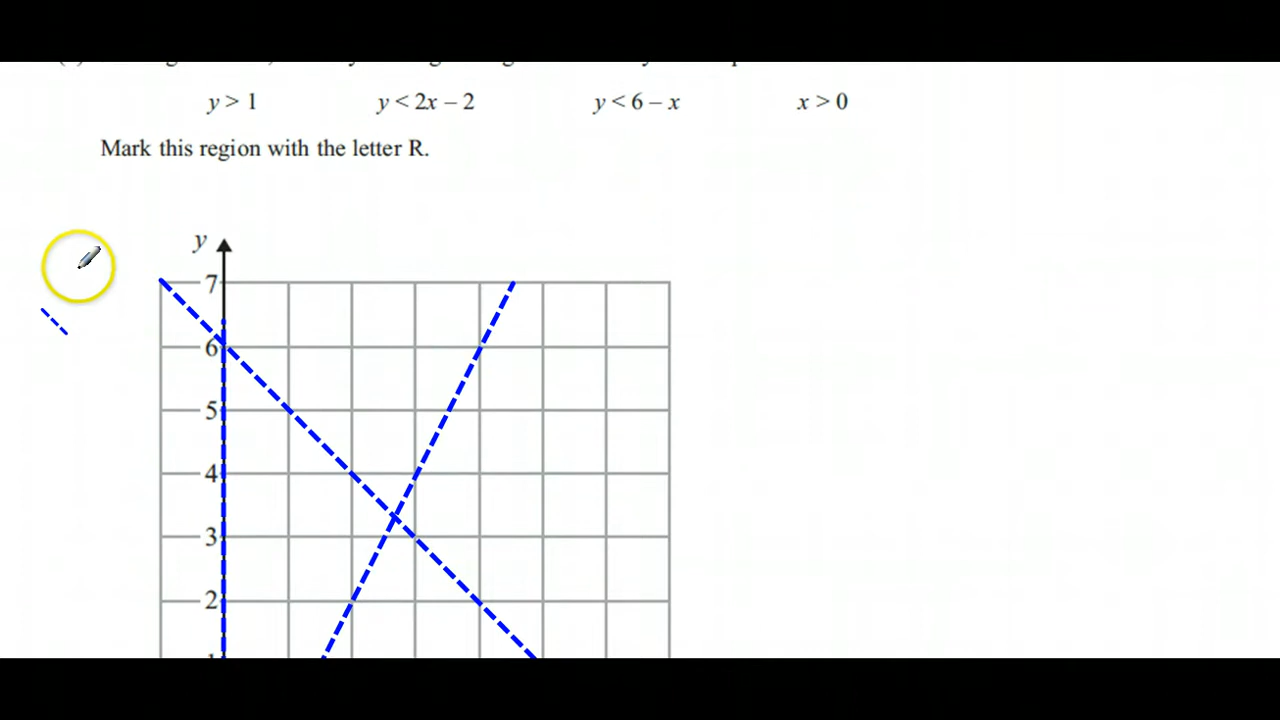 y > 1 y < 2x – 2 y < 6 – x x > 0
Mark this region with the letter R.
y
7
6
5
4
3
2